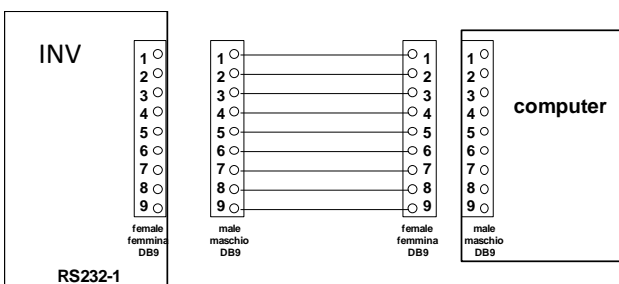 INV
computer
1 1 1 1
2 2 2 2
3 3 3 3
4 4 4 4
5 5 5 5
6 6 6 6
7 7 7 7
8 8 8 8
9 9 9 9
female male female male
femmina maschio femmina maschio
DB9 DB9 DB9 DB9
RS232-1